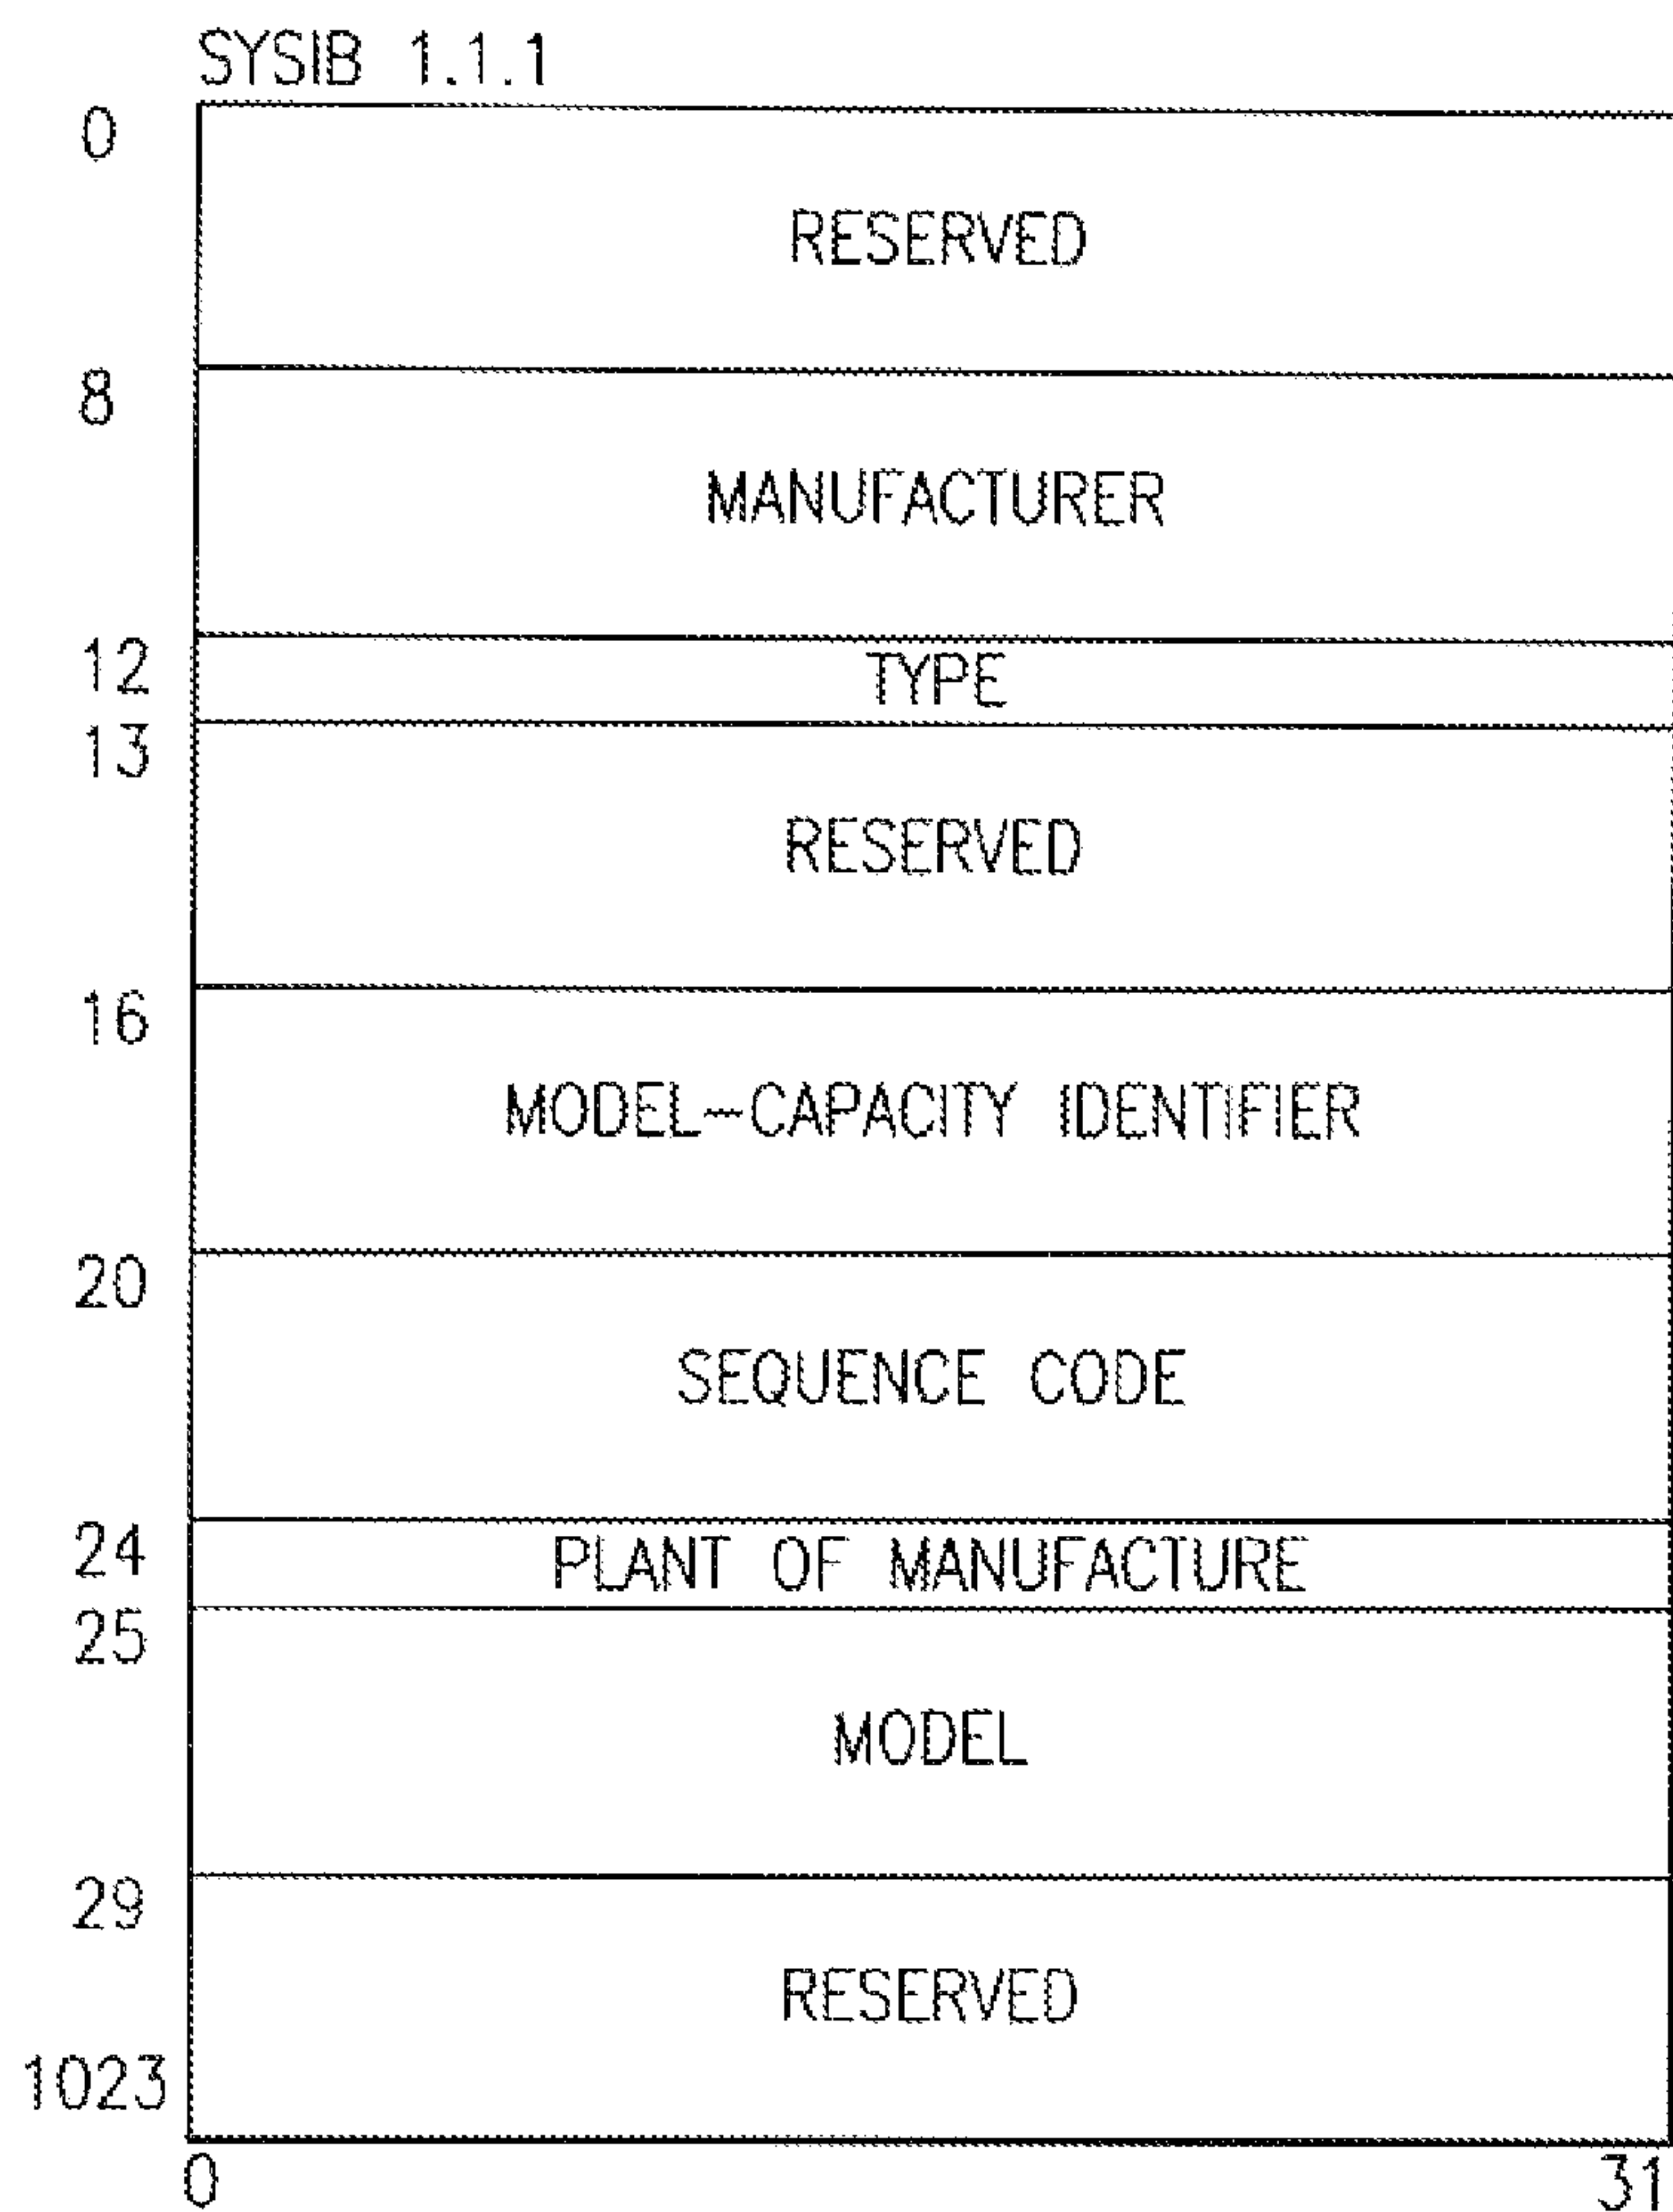 SYSIB 1.1.1
0
RESERVED
8
MANUFACTURER
12 TYPE
13
RESERVED
16
MODEL-CAPACITY IDENTIFIER
20
SEQUENCE CODE
24 PLANT OF MANUFACTURE
25
MODEL
29
RESERVED
1023
0 31